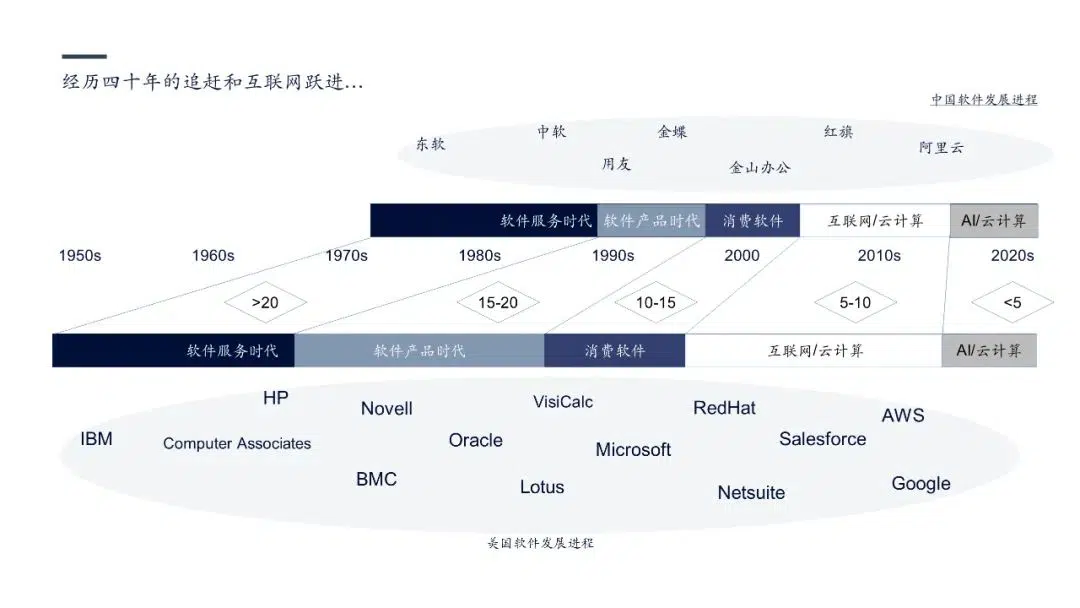 经历四十年的追赶和互联网跃进...
中国软件发展进程
东软 中软 金蝶 红旗 阿里云
用友 金山办公
软件服务时代 软件产品时代 消费软件 互联网/云计算 AI/云计算
1950s 1960s 1970s 1980s 1990s 2000 2010s 2020s
>20 15-20 10-15 5-10 <5
软件服务时代 软件产品时代 消费软件 互联网/云计算 AI/云计算
HP Novell VisiCalc RedHat AWS
IBM Computer Associates Oracle Microsoft Salesforce
BMC Lotus Netsuite Google
美国软件发展进程